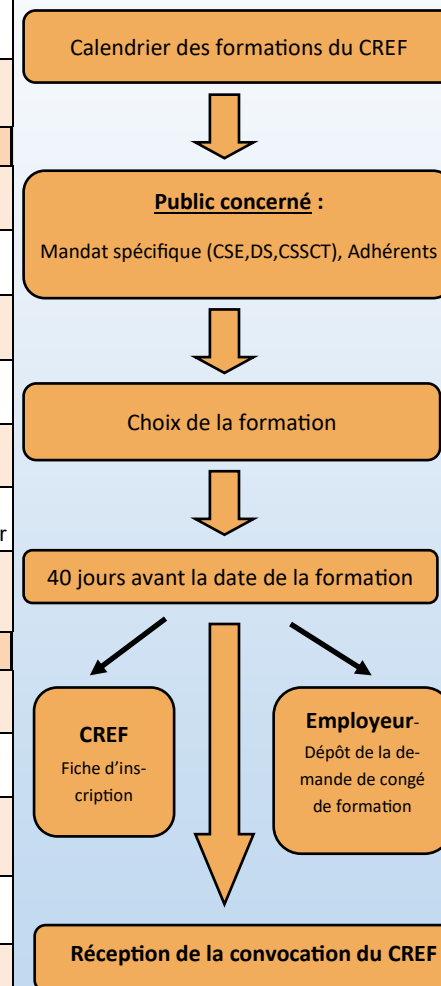 Calendrier des formations du CREF
Public concerné :
Mandat spécifique (CSE,DS,CSSCT), Adhérents
Choix de la formation
r
40 jours avant la date de la formation
CREF
Fiche d'ins-
cription
Employeur-
Dépôt de la de-
mande de congé
de formation
Réception de la convocation du CREF